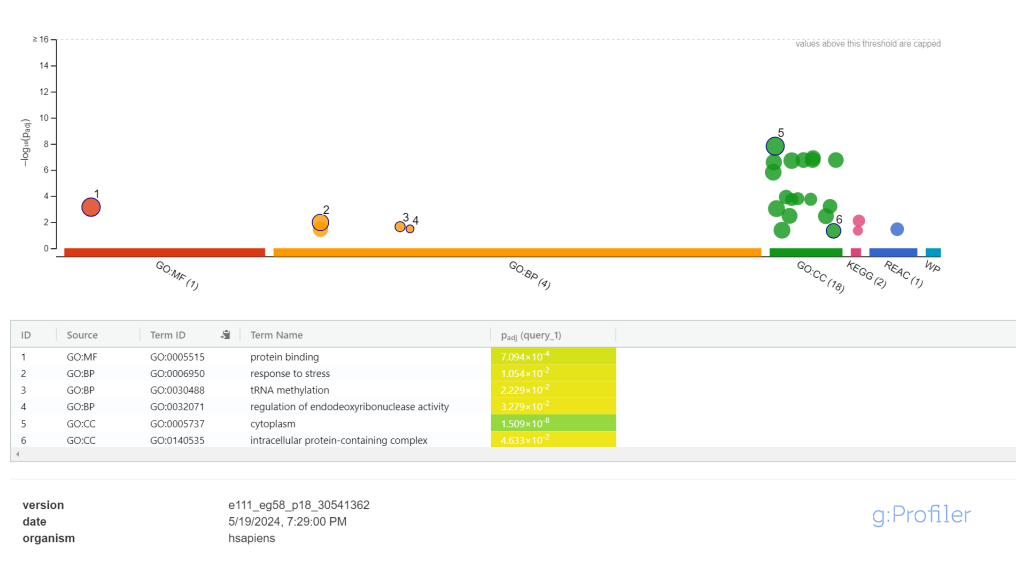 values above this threshold are capped
≥ 16
14
12
10
8
6
4
2
0
−log₁₀(p_adj)
1
2
3
4
5
6
GO:MF (1)
GO:BP (4)
GO:CC (18)
KEGG (2)
REAC (1)
WP
ID Source Term ID Term Name p_adj (query_1)
1 GO:MF GO:0005515 protein binding 7.094×10⁻⁴
2 GO:BP GO:0006950 response to stress 1.054×10⁻²
3 GO:BP GO:0030488 tRNA methylation 2.229×10⁻²
4 GO:BP GO:0032071 regulation of endodeoxyribonuclease activity 3.279×10⁻²
5 GO:CC GO:0005737 cytoplasm 1.509×10⁻⁸
6 GO:CC GO:0140535 intracellular protein-containing complex 4.633×10⁻²
version e111_eg58_p18_30541362
date 5/19/2024, 7:29:00 PM
organism hsapiens
g:Profiler